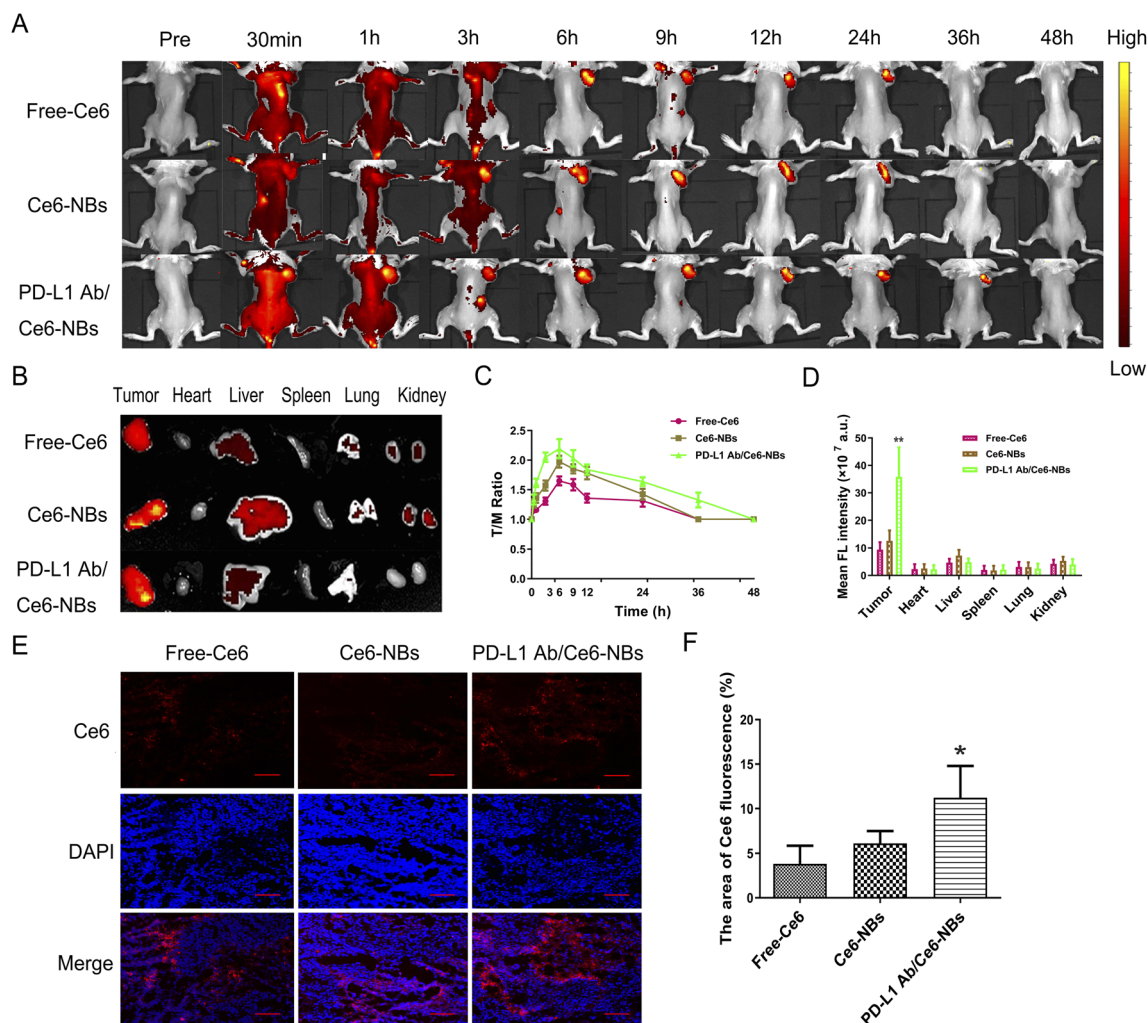 A
Pre 30min 1h 3h 6h 9h 12h 24h 36h 48h High
Free-Ce6
Ce6-NBs
PD-L1 Ab/
Ce6-NBs
Low
B
Tumor Heart Liver Spleen Lung Kidney
Free-Ce6
Ce6-NBs
PD-L1 Ab/
Ce6-NBs
C
Free-Ce6
Ce6-NBs
PD-L1 Ab/Ce6-NBs
T/M Ratio
2.5
2.0
1.5
1.0
0.5
0.0
0 3 6 9 12 18 24 30 36 42 48
Time (h)
D
Free-Ce6
Ce6-NBs
PD-L1 Ab/Ce6-NBs
**
Mean FL intensity (×10⁷ a.u.)
50
40
30
20
10
0
Tumor Heart Liver Spleen Lung Kidney
E
Free-Ce6 Ce6-NBs PD-L1 Ab/Ce6-NBs
Ce6
DAPI
Merge
F
The area of Ce6 fluorescence (%)
20
15
10
5
0
*
Free-Ce6 Ce6-NBs PD-L1 Ab/Ce6-NBs